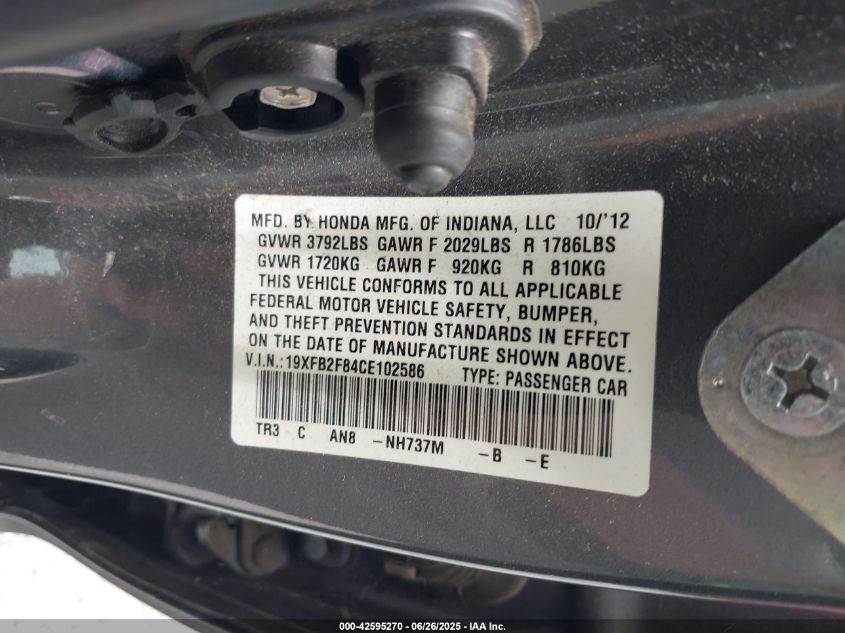 MFD. BY HONDA MFG. OF INDIANA, LLC 10/'12
GVWR 3792LBS GAWR F 2029LBS R 1786LBS
GVWR 1720KG GAWR F 920KG R 810KG
THIS VEHICLE CONFORMS TO ALL APPLICABLE
FEDERAL MOTOR VEHICLE SAFETY, BUMPER,
AND THEFT PREVENTION STANDARDS IN EFFECT
ON THE DATE OF MANUFACTURE SHOWN ABOVE.
V.I.N.:19XFB2F84CE102586 TYPE: PASSENGER CAR
TR3 C AN8 -NH737M -B -E
000-42595270 - 06/26/2025 - IAA Inc.